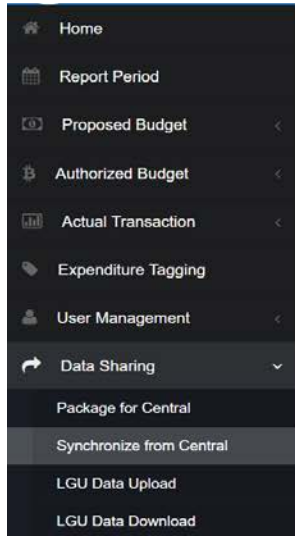 Home
Report Period
Proposed Budget
Authorized Budget
Actual Transaction
Expenditure Tagging
User Management
Data Sharing
Package for Central
Synchronize from Central
LGU Data Upload
LGU Data Download